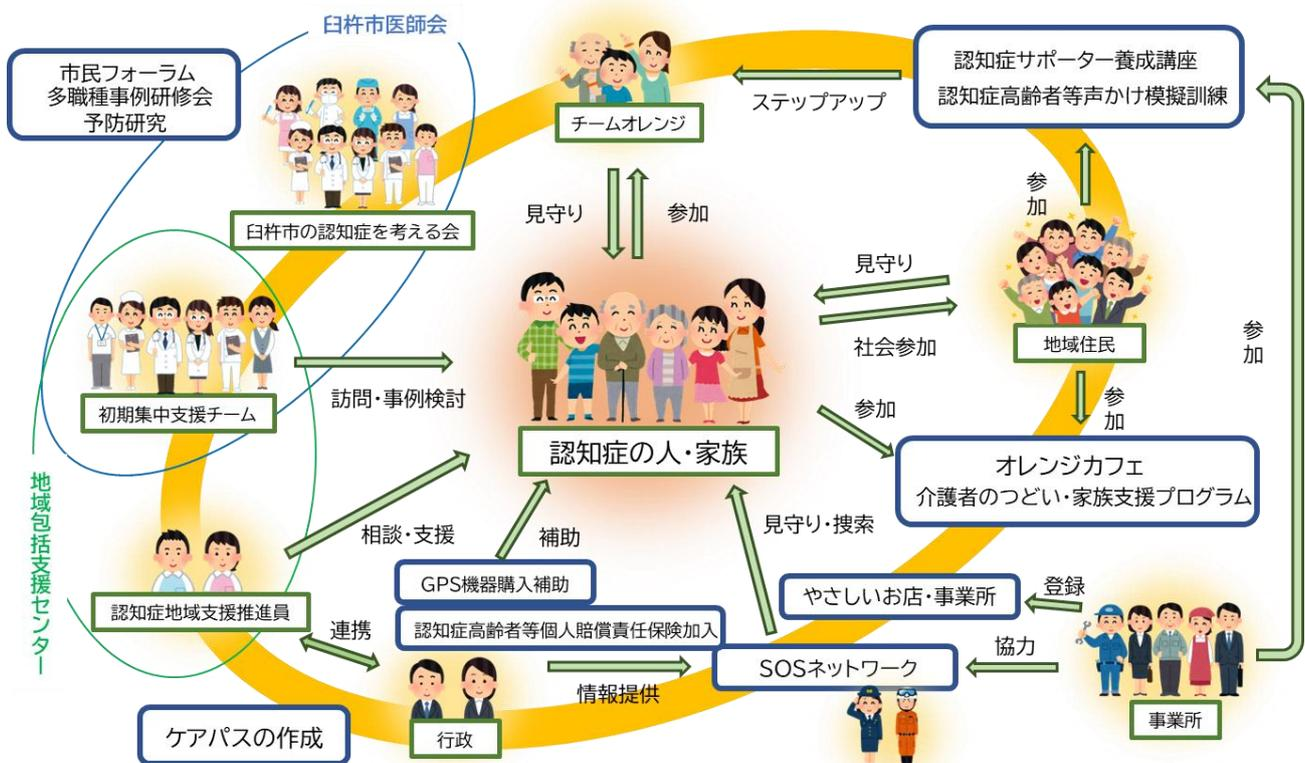 臼杵市医師会
市民フォーラム
多職種事例研修会
予防研究
臼杵市の認知症を考える会
チームオレンジ
ステップアップ
認知症サポーター養成講座
認知症高齢者等声かけ模擬訓練
見守り
参加
参加
見守り
社会参加
地域住民
参加
初期集中支援チーム
訪問・事例検討
認知症の人・家族
参加
参加
オレンジカフェ
介護者のつどい・家族支援プログラム
地域包括支援センター
相談・支援
補助
見守り・捜索
GPS機器購入補助
認知症高齢者等個人賠償責任保険加入
認知症地域支援推進員
連携
やさしいお店・事業所
登録
SOSネットワーク
協力
情報提供
事業所
ケアパスの作成
行政